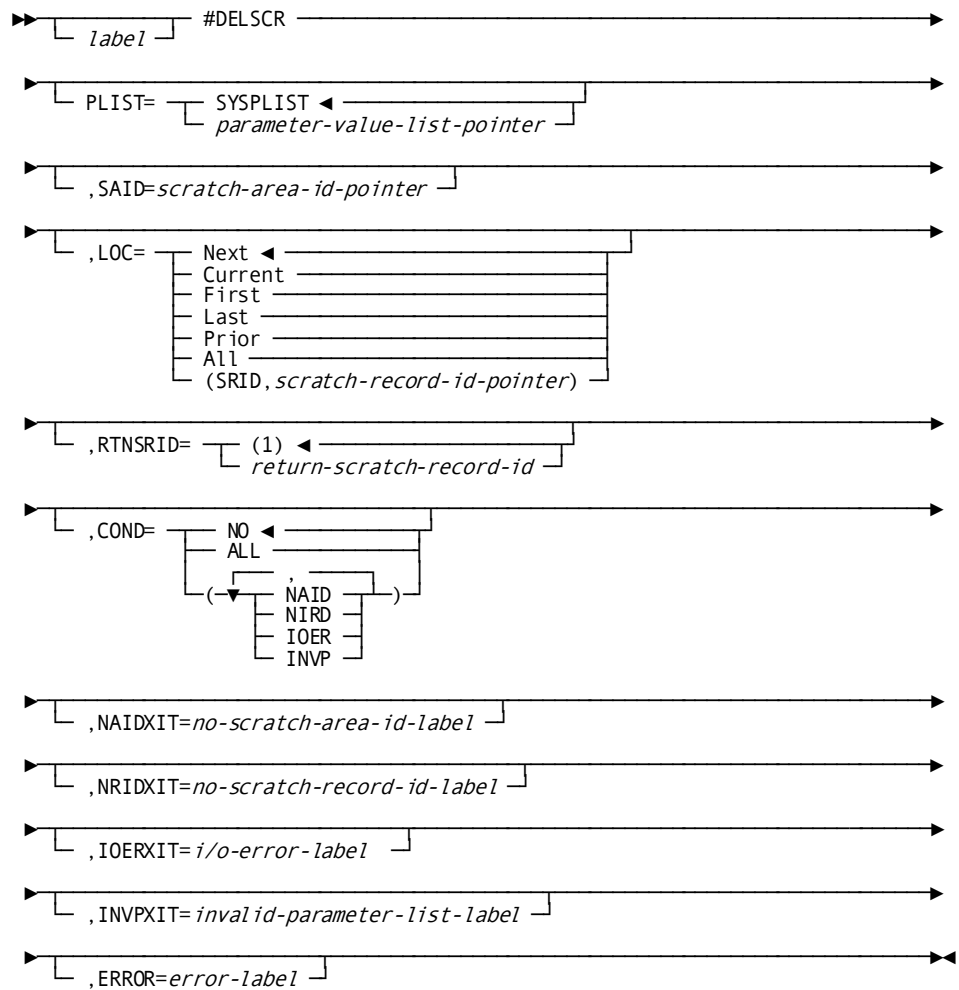 #DELSCR
label
PLIST= SYSPLIST
parameter-value-list-pointer
,SAID=scratch-area-id-pointer
,LOC= Next
Current
First
Last
Prior
All
(SRID,scratch-record-id-pointer)
,RTNSRID= (1)
return-scratch-record-id
,COND= NO
ALL
,
( NAID )
NIRD
IOER
INVP
,NAIDXIT=no-scratch-area-id-label
,NRIDXIT=no-scratch-record-id-label
,IOERXIT=i/o-error-label
,INVPXIT=invalid-parameter-list-label
,ERROR=error-label